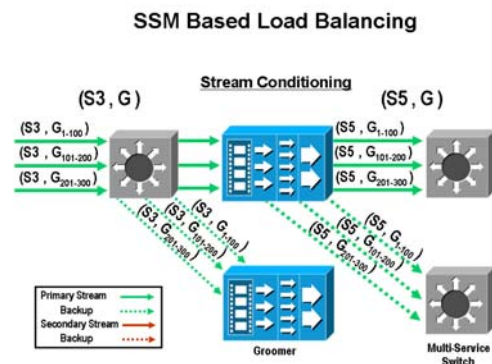 SSM Based Load Balancing
Stream Conditioning
(S3 , G)
(S5 , G)
(S3 , G1-100)
(S3 , G101-200)
(S3 , G201-300)
(S5 , G1-100)
(S5 , G101-200)
(S5 , G201-300)
(S3 , G1-100)
(S3 , G101-200)
(S3 , G201-300)
(S5 , G1-100)
(S5 , G101-200)
(S5 , G201-300)
Primary Stream
Backup
Secondary Stream
Backup
Groomer
Multi-Service
Switch